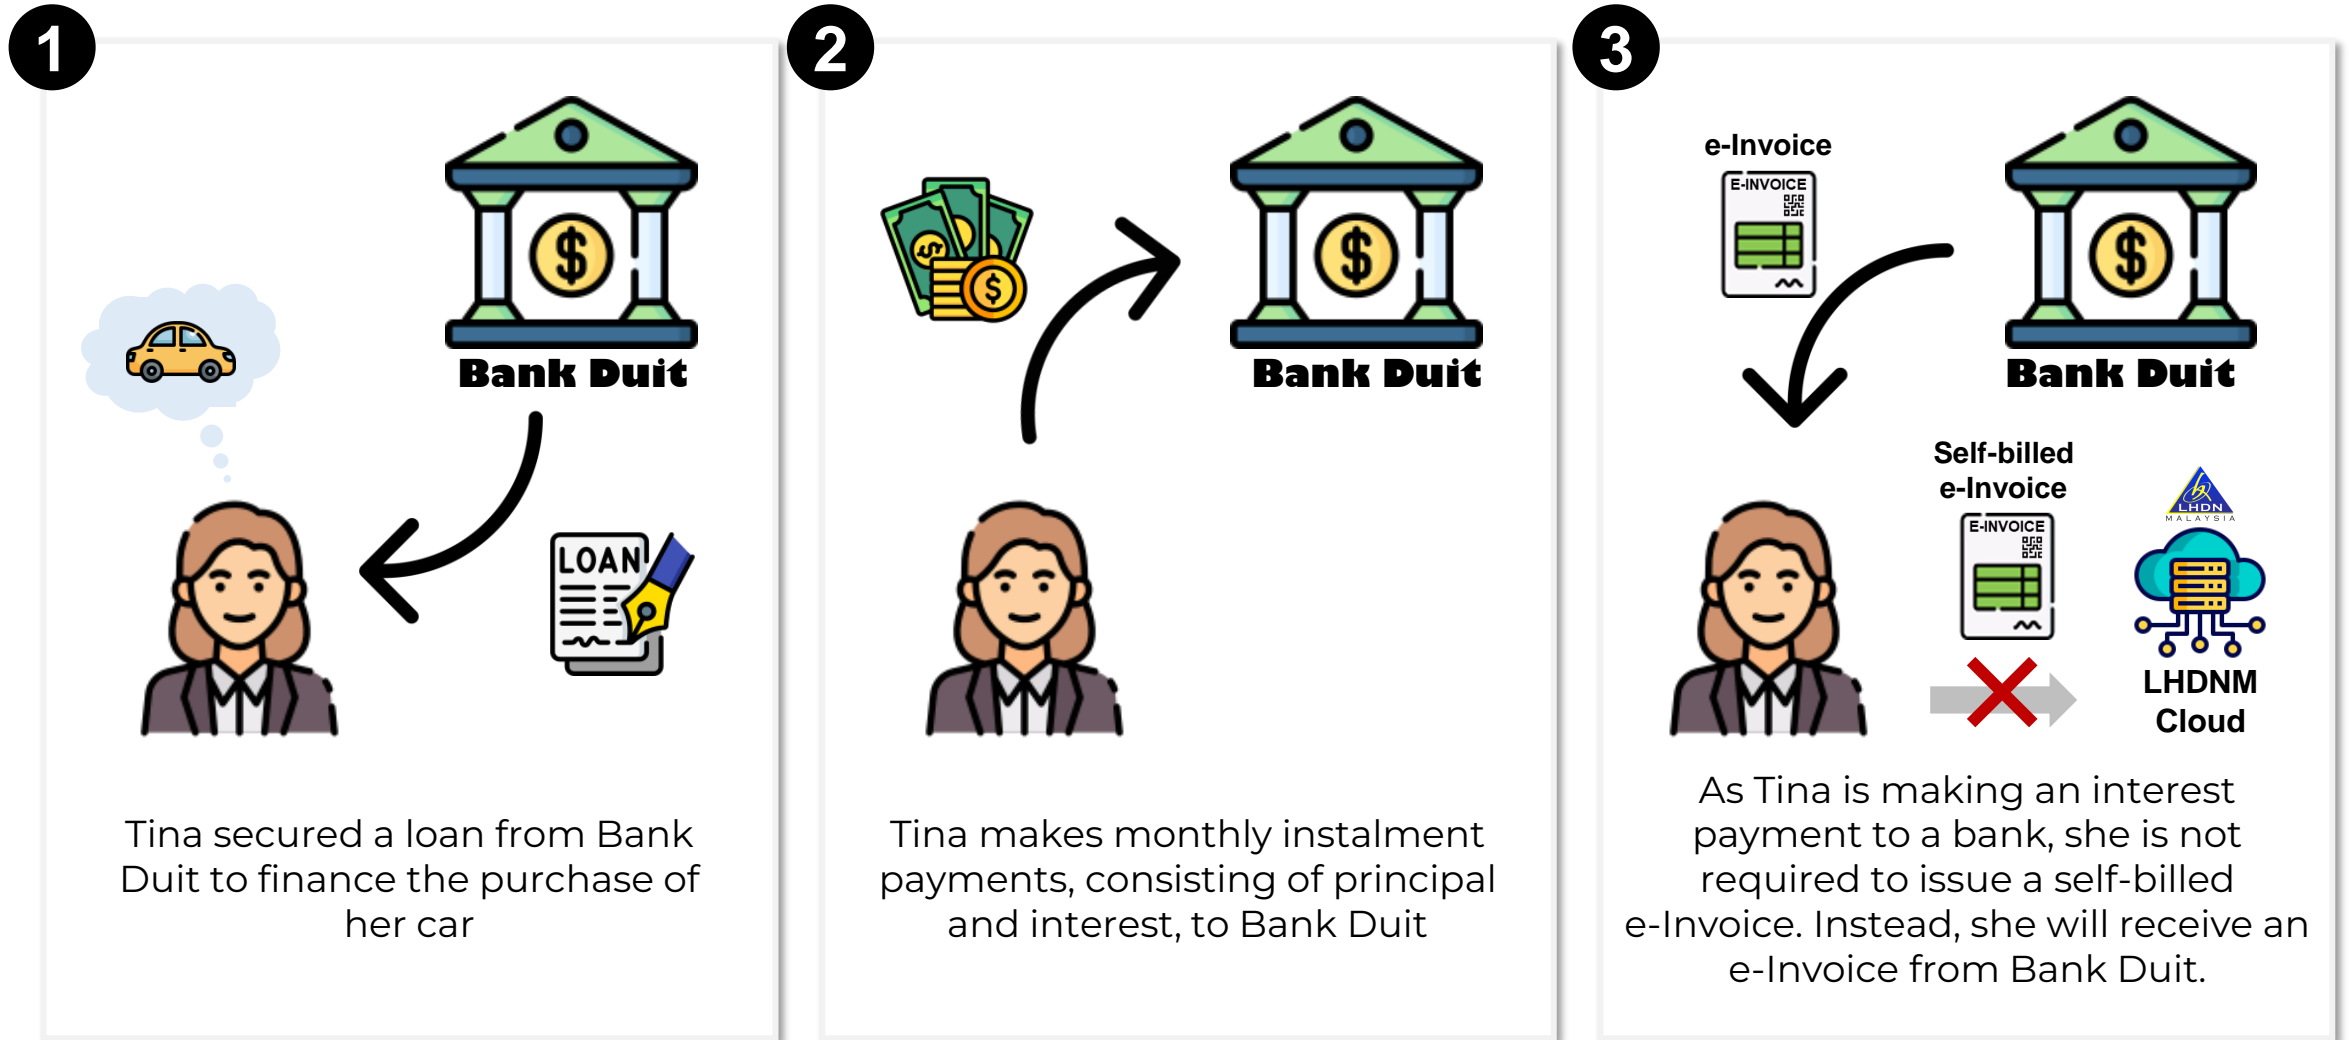 1
Bank Duit
LOAN
Tina secured a loan from Bank
Duit to finance the purchase of
her car
2
Bank Duit
Tina makes monthly instalment
payments, consisting of principal
and interest, to Bank Duit
3
e-Invoice
E-INVOICE
Bank Duit
Self-billed
e-Invoice
E-INVOICE
LHDN
MALAYSIA
LHDNM
Cloud
As Tina is making an interest
payment to a bank, she is not
required to issue a self-billed
e-Invoice. Instead, she will receive an
e-Invoice from Bank Duit.